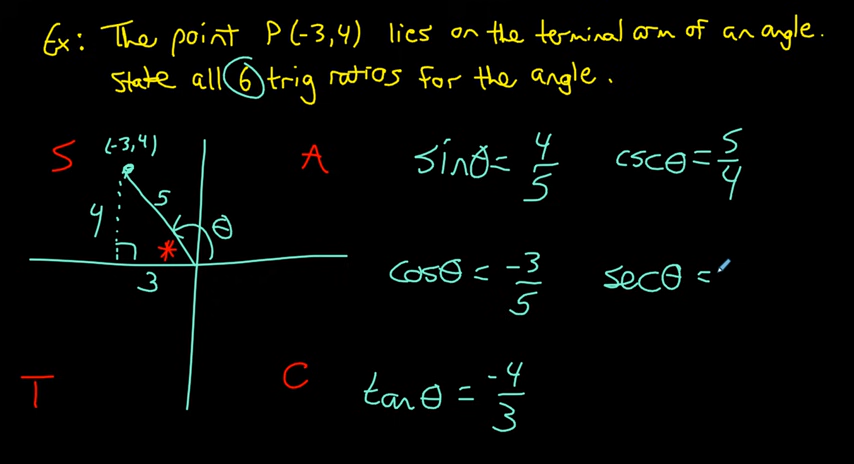 Ex: The point P(-3,4) lies on the terminal arm of an angle.
State all 6 trig ratios for the angle.
S
(-3,4)
A
4
5
θ
*
3
T
C
sinθ = 4/5
cscθ = 5/4
cosθ = -3/5
secθ =
tanθ = -4/3